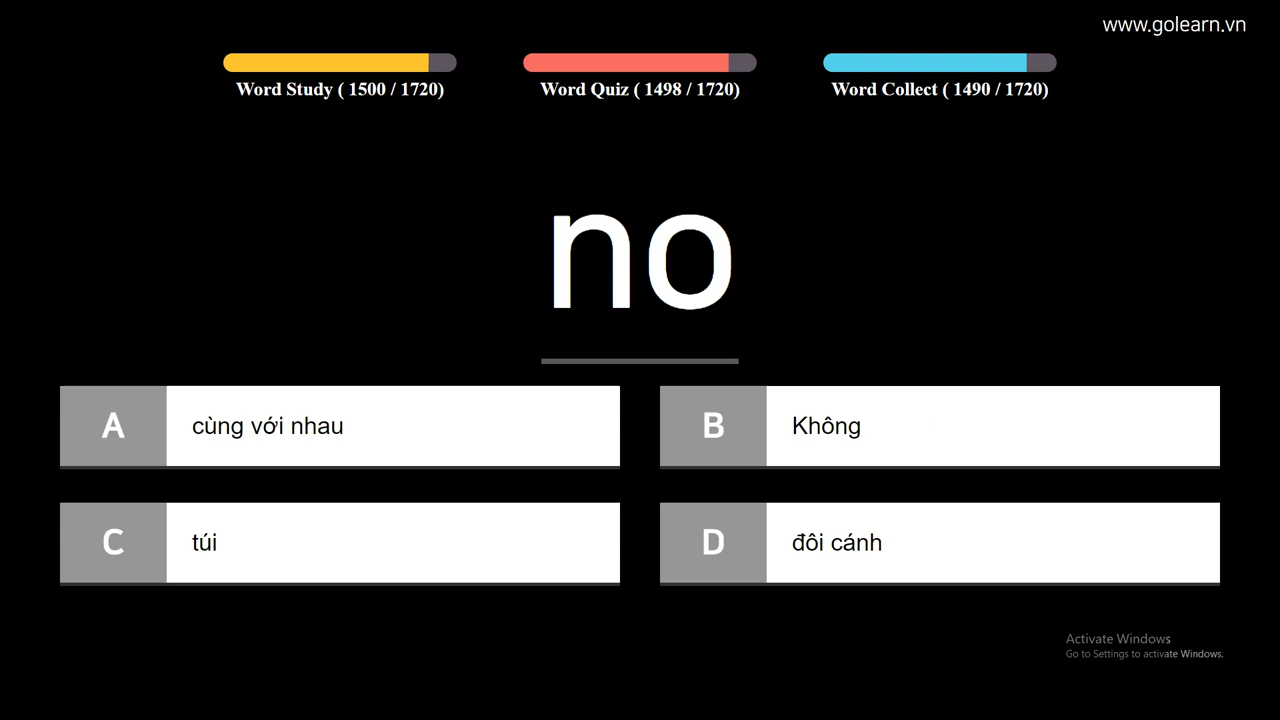 www.golearn.vn
Word Study ( 1500 / 1720)
Word Quiz ( 1498 / 1720)
Word Collect ( 1490 / 1720)
no
A cùng với nhau
B Không
C túi
D đôi cánh
Activate Windows
Go to Settings to activate Windows.